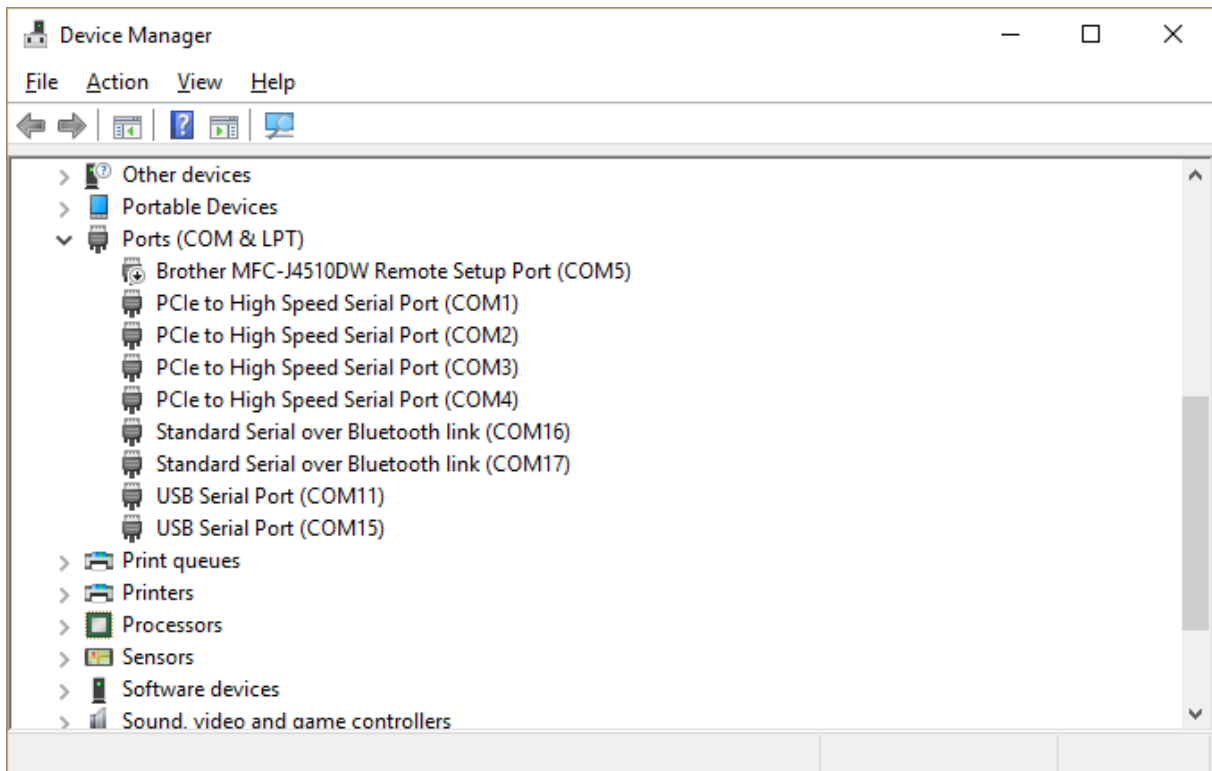 Device Manager
File Action View Help
Other devices
Portable Devices
Ports (COM & LPT)
Brother MFC-J4510DW Remote Setup Port (COM5)
PCIe to High Speed Serial Port (COM1)
PCIe to High Speed Serial Port (COM2)
PCIe to High Speed Serial Port (COM3)
PCIe to High Speed Serial Port (COM4)
Standard Serial over Bluetooth link (COM16)
Standard Serial over Bluetooth link (COM17)
USB Serial Port (COM11)
USB Serial Port (COM15)
Print queues
Printers
Processors
Sensors
Software devices
Sound, video and game controllers